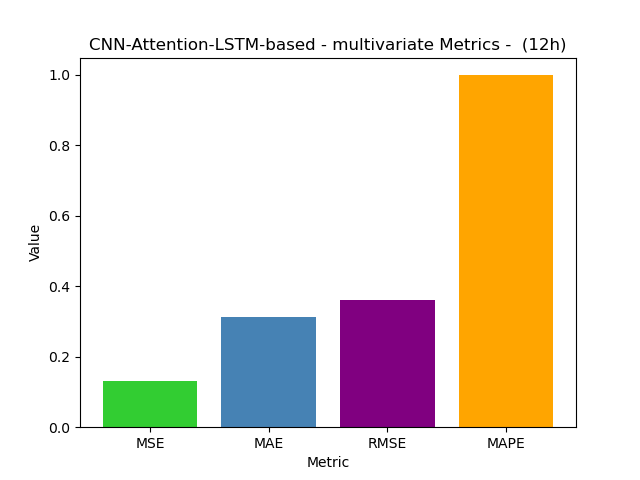 CNN-Attention-LSTM-based - multivariate Metrics -  (12h)
1.0
0.8
0.6
0.4
0.2
0.0
Value
MSE MAE RMSE MAPE
Metric